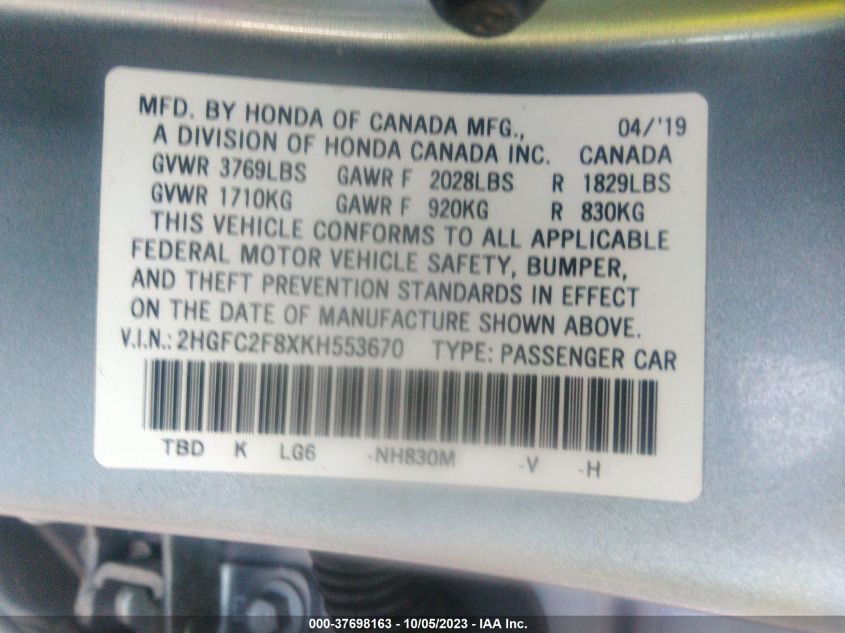 MFD. BY HONDA OF CANADA MFG., 04/'19
A DIVISION OF HONDA CANADA INC. CANADA
GVWR 3769LBS GAWR F 2028LBS R 1829LBS
GVWR 1710KG GAWR F 920KG R 830KG
THIS VEHICLE CONFORMS TO ALL APPLICABLE
FEDERAL MOTOR VEHICLE SAFETY, BUMPER,
AND THEFT PREVENTION STANDARDS IN EFFECT
ON THE DATE OF MANUFACTURE SHOWN ABOVE.
V.I.N.: 2HGFC2F8XKH553670 TYPE: PASSENGER CAR
TBD K LG6 -NH830M -V -H
000-37698163 - 10/05/2023 - IAA Inc.